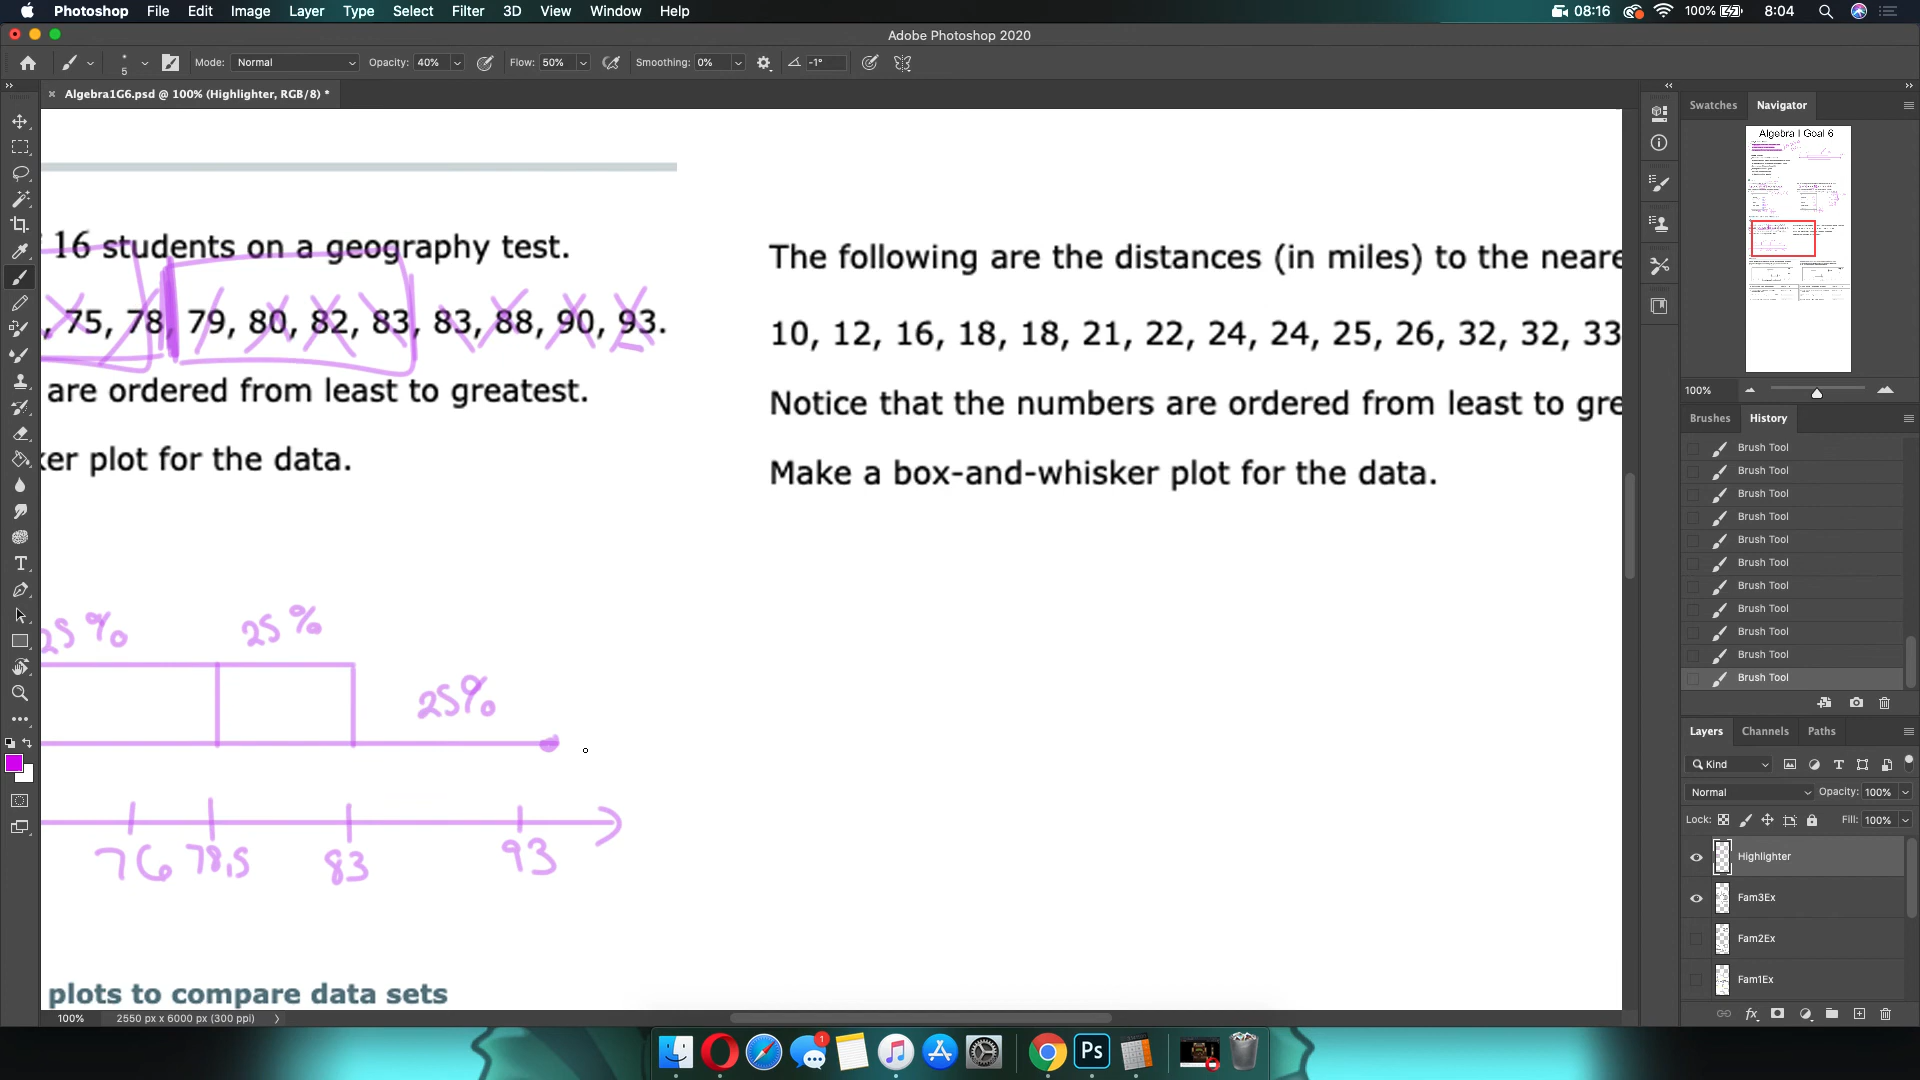 Photoshop File Edit Image Layer Type Select Filter 3D View Window Help 08:16 100% 8:04
Adobe Photoshop 2020
5 Mode: Normal Opacity: 40% Flow: 50% Smoothing: 0% -1°
Algebra1G6.psd @ 100% (Highlighter, RGB/8) *
16 students on a geography test.
, 75, 78, 79, 80, 82, 83, 83, 88, 90, 93.
are ordered from least to greatest.
ker plot for the data.
25% 25%
25%
76 78.5 83 93
plots to compare data sets
The following are the distances (in miles) to the neare
10, 12, 16, 18, 18, 21, 22, 24, 24, 25, 26, 32, 32, 33
Notice that the numbers are ordered from least to gre
Make a box-and-whisker plot for the data.
100% 2550 px x 6000 px (300 ppi)
Swatches Navigator
Algebra I Goal 6
100%
Brushes History
Brush Tool
Brush Tool
Brush Tool
Brush Tool
Brush Tool
Brush Tool
Brush Tool
Brush Tool
Brush Tool
Brush Tool
Brush Tool
Layers Channels Paths
Kind
Normal Opacity: 100%
Lock: Fill: 100%
Highlighter
Fam3Ex
Fam2Ex
Fam1Ex
fx
1
Ps